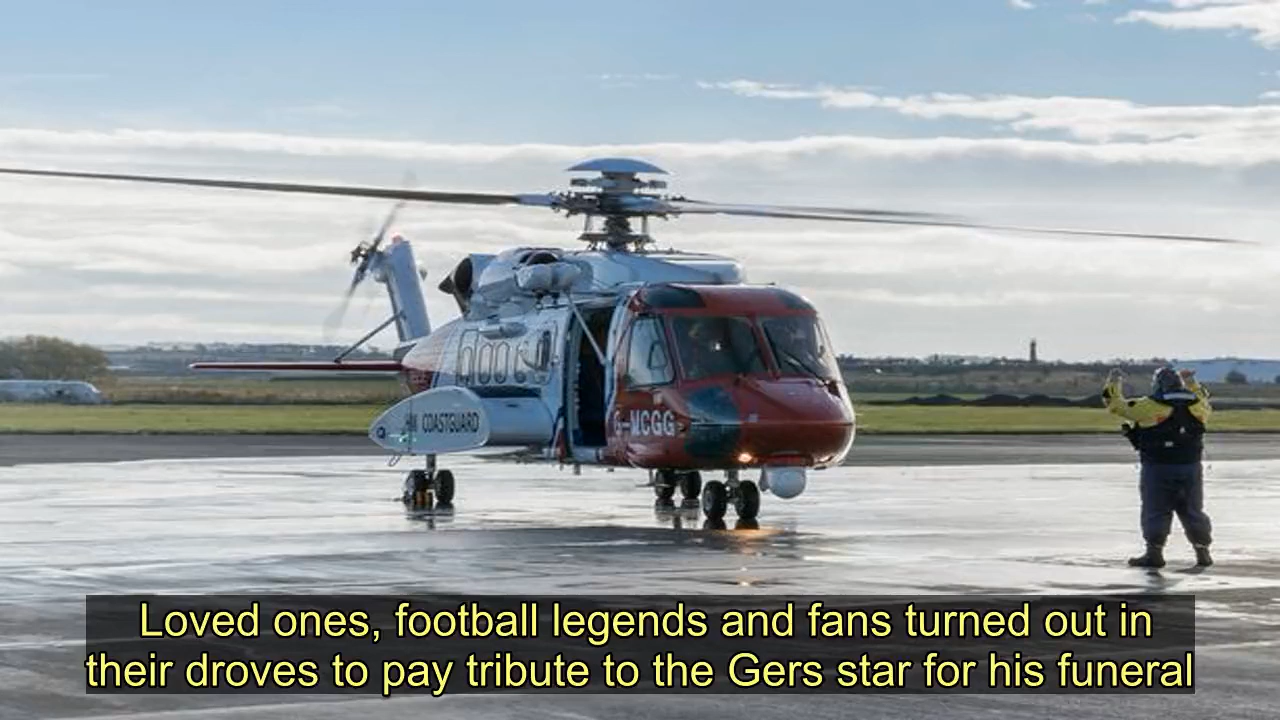 HM COASTGUARD
G-MCGG
Loved ones, football legends and fans turned out in
their droves to pay tribute to the Gers star for his funeral